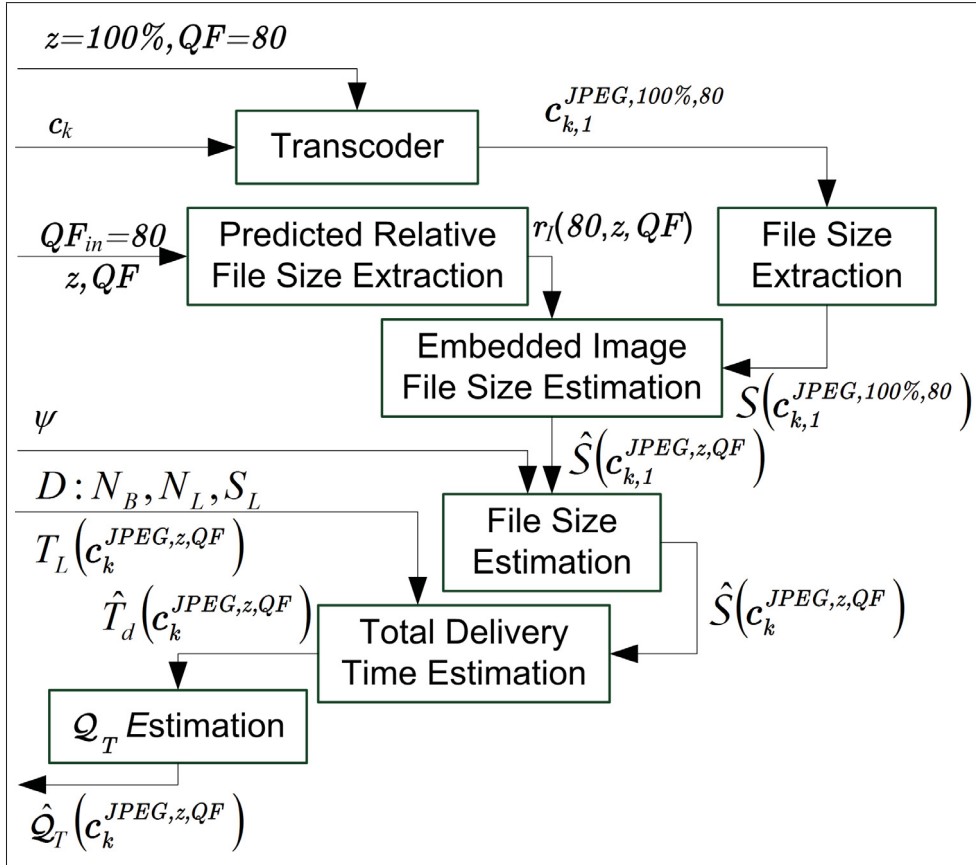 z=100%, QF=80
c_k
Transcoder
c_{k,1}^{JPEG,100%,80}
QF_{in}=80
z, QF
Predicted Relative
File Size Extraction
r_I(80, z, QF)
File Size
Extraction
Embedded Image
File Size Estimation
S(c_{k,1}^{JPEG,100%,80})
ψ
Ŝ(c_{k,1}^{JPEG,z,QF})
D : N_B, N_L, S_L
T_L(c_k^{JPEG,z,QF})
File Size
Estimation
Ŝ(c_k^{JPEG,z,QF})
T̂_d(c_k^{JPEG,z,QF})
Total Delivery
Time Estimation
𝒬_T Estimation
𝒬̂_T(c_k^{JPEG,z,QF})